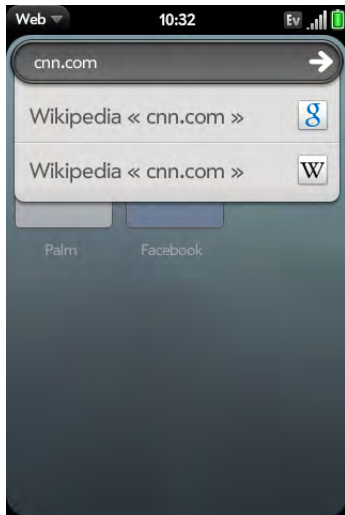 Web 10:32 Ev
cnn.com
Wikipedia « cnn.com » g
Wikipedia « cnn.com » W
Palm Facebook